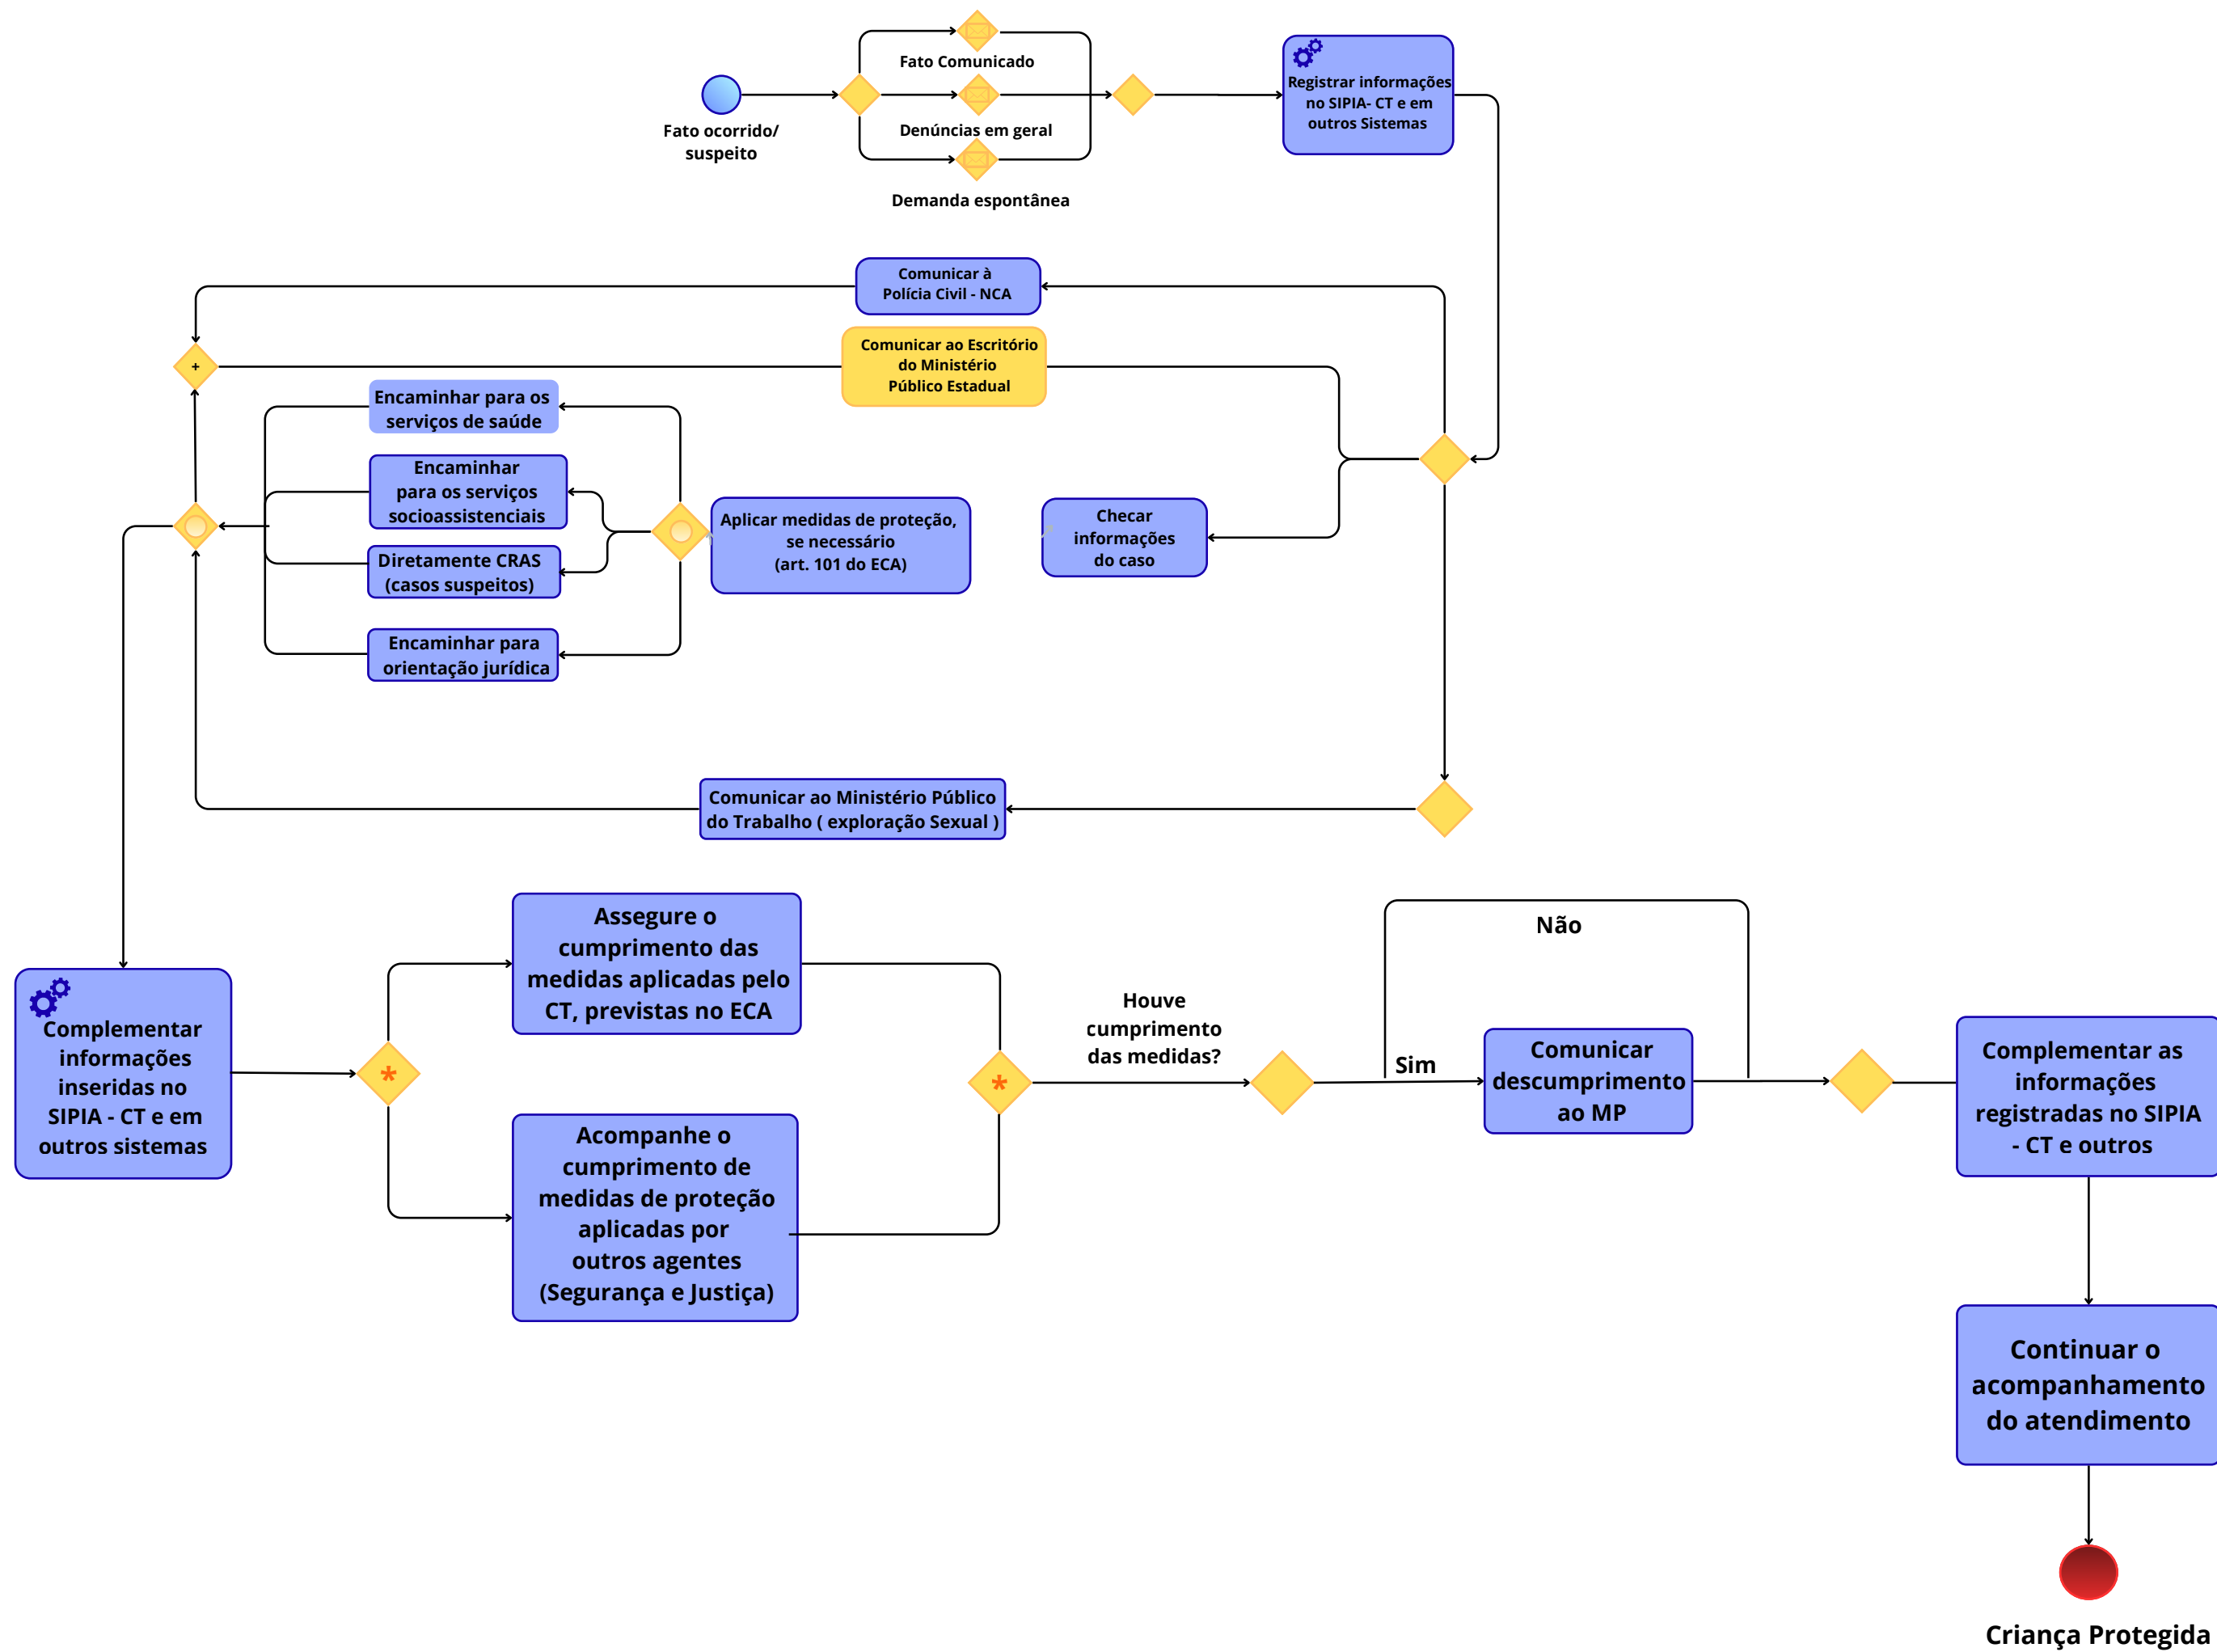 Fato Comunicado
Fato ocorrido/
suspeito
Denúncias em geral
Demanda espontânea
Registrar informações
no SIPIA- CT e em
outros Sistemas
Comunicar à
Polícia Civil - NCA
+
Comunicar ao Escritório
do Ministério
Público Estadual
Encaminhar para os
serviços de saúde
Encaminhar
para os serviços
socioassistenciais
Diretamente CRAS
(casos suspeitos)
Encaminhar para
orientação jurídica
Aplicar medidas de proteção,
se necessário
(art. 101 do ECA)
Checar
informações
do caso
Comunicar ao Ministério Público
do Trabalho ( exploração Sexual )
Complementar
informações
inseridas no
SIPIA - CT e em
outros sistemas
*
Assegure o
cumprimento das
medidas aplicadas pelo
CT, previstas no ECA
Acompanhe o
cumprimento de
medidas de proteção
aplicadas por
outros agentes
(Segurança e Justiça)
*
Houve
cumprimento
das medidas?
Não
Sim
Comunicar
descumprimento
ao MP
Complementar as
informações
registradas no SIPIA
- CT e outros
Continuar o
acompanhamento
do atendimento
Criança Protegida